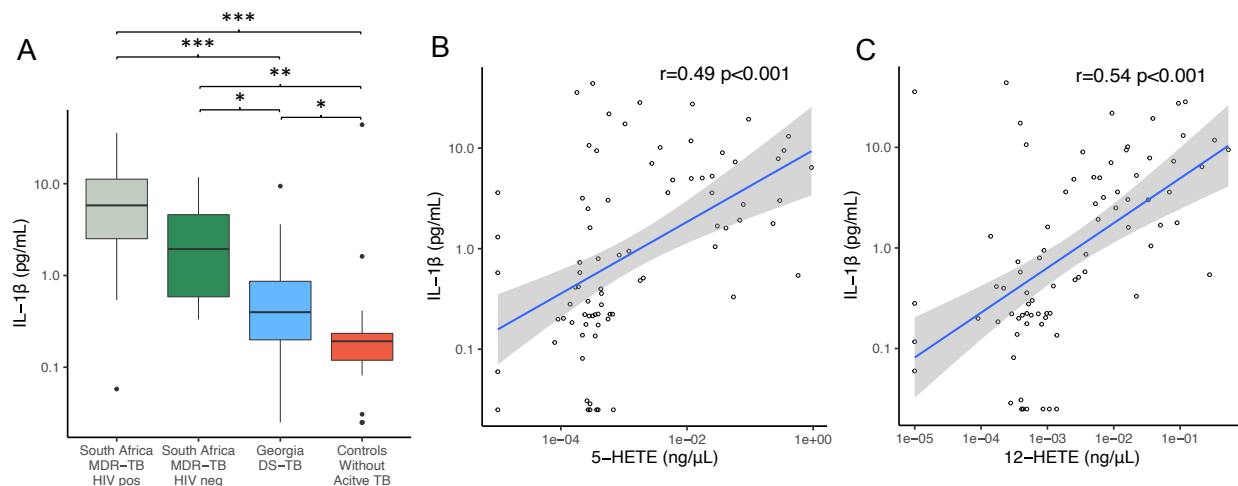 A
***
***
**
*
*
IL−1β (pg/mL)
10.0
1.0
0.1
South Africa
MDR−TB
HIV pos
South Africa
MDR−TB
HIV neg
Georgia
DS−TB
Controls
Without
Acitve TB
B
r=0.49 p<0.001
IL−1β (pg/mL)
10.0
1.0
0.1
1e−04
1e−02
1e+00
5-HETE (ng/μL)
C
r=0.54 p<0.001
IL−1β (pg/mL)
10.0
1.0
0.1
1e−05
1e−04
1e−03
1e−02
1e−01
12-HETE (ng/μL)